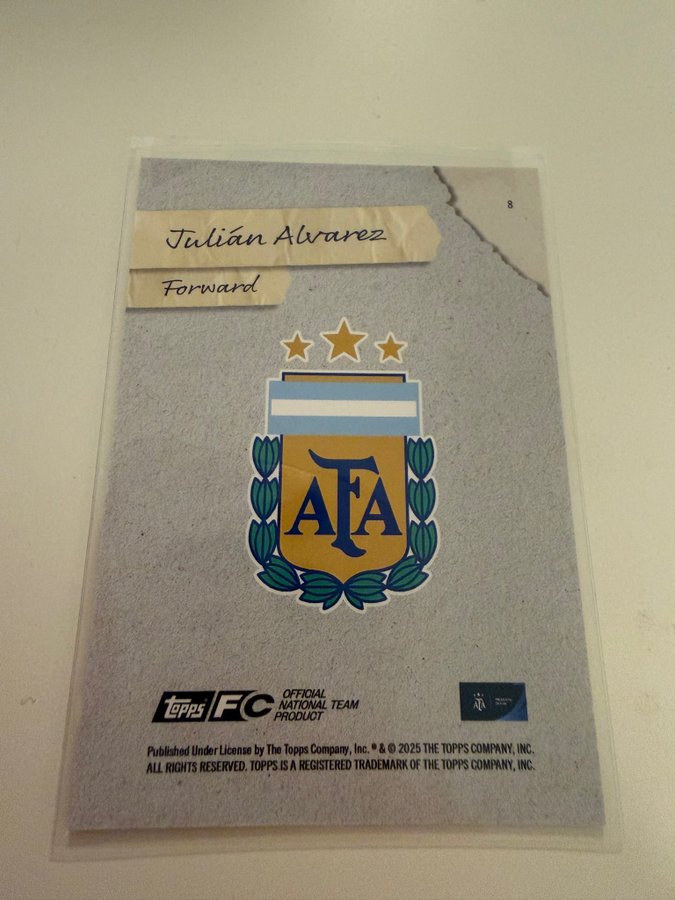 8
Julián Alvarez
Forward
AFA
topps FC
OFFICIAL
NATIONAL TEAM
PRODUCT
AFA
Published Under License by The Topps Company, Inc. ® & © 2025 THE TOPPS COMPANY, INC.
ALL RIGHTS RESERVED. TOPPS IS A REGISTERED TRADEMARK OF THE TOPPS COMPANY, INC.